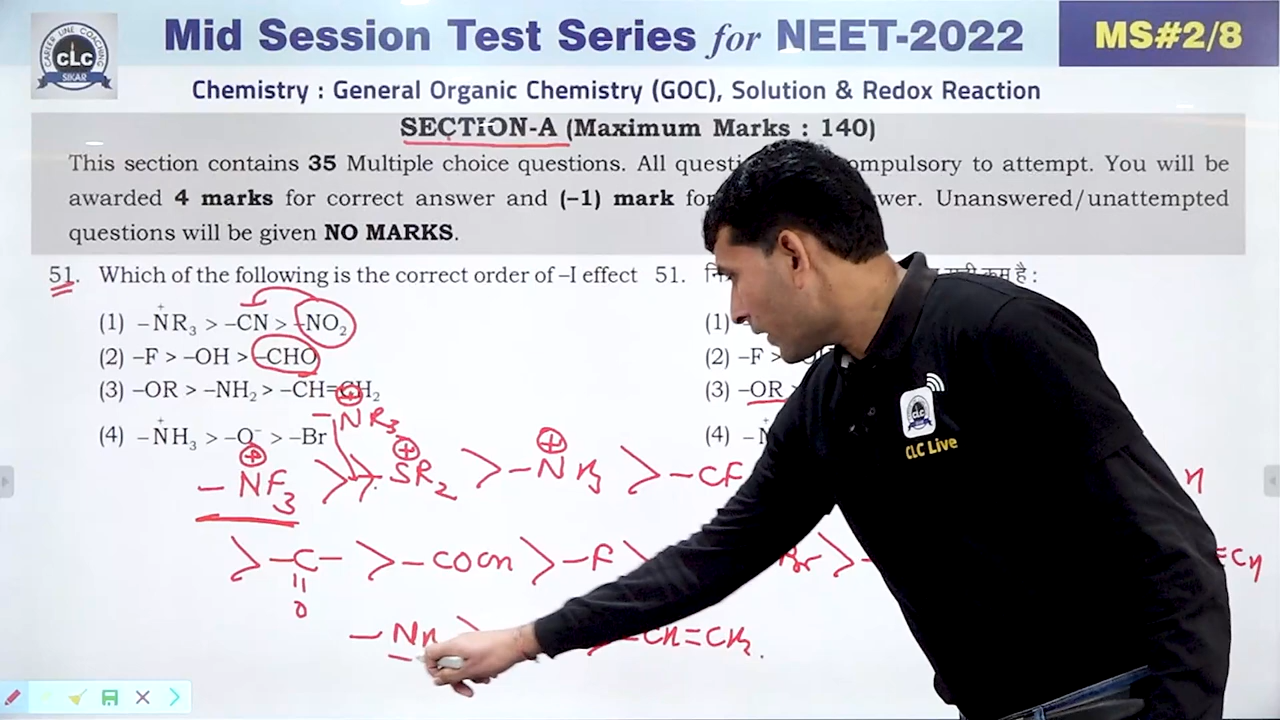 Mid Session Test Series for NEET-2022
MS#2/8
CAREER LINE COACHING
CLC
SIKAR
Chemistry : General Organic Chemistry (GOC), Solution & Redox Reaction
SECTION-A (Maximum Marks : 140)
This section contains 35 Multiple choice questions. All compulsory to attempt. You will be
awarded 4 marks for correct answer and (–1) mark Unanswered/unattempted
questions will be given NO MARKS.
51. Which of the following is the correct order of –I effect
51. है :
(1) –N⁺R₃ > –CN > –NO₂
(1)
(2) –F > –OH > –CHO
(2) –F >
(3) –OR > –NH₂ > –CH=CH₂
(3) –OR
(4) –N⁺H₃ > –O⁻ > –Br
(4)
–N⊕R₃
–N⊕F₃ > > –S⊕R₂ > –N⊕H₃ > –CF
> –C– > –COOH > –F > Br >
|| O
> –CH=CH₂.
CLC
CLC Live